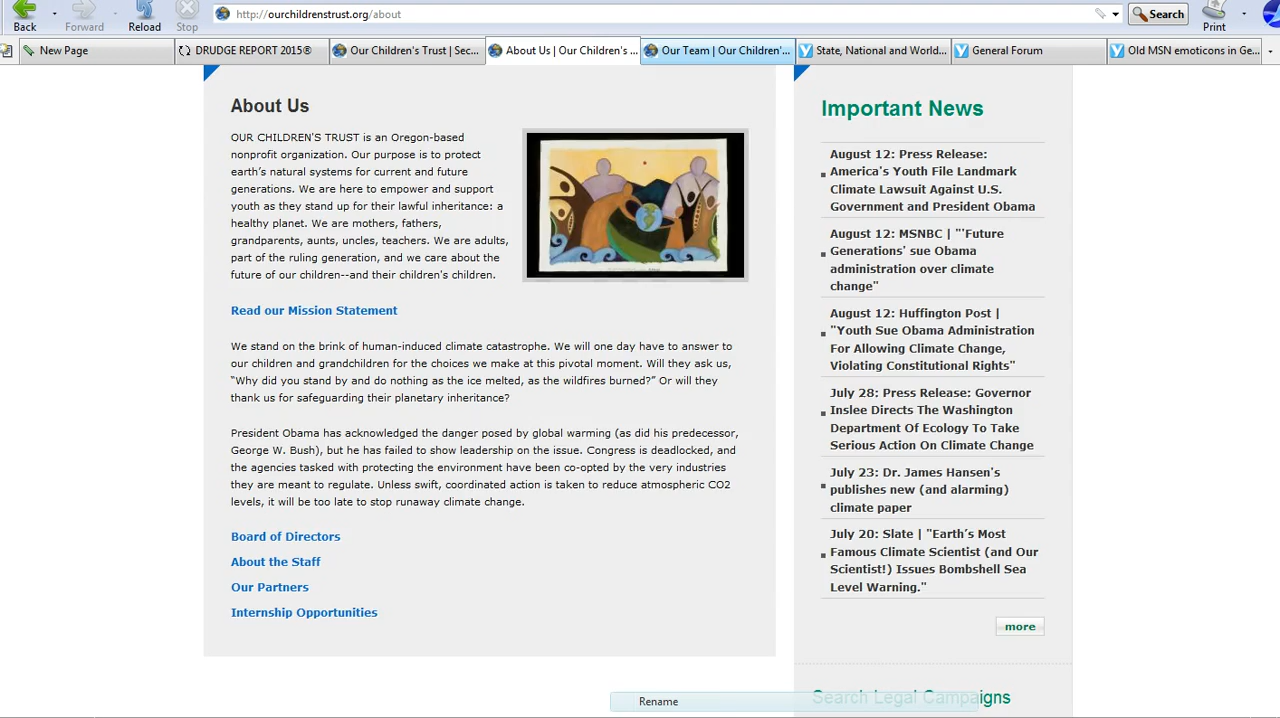 http://ourchildrenstrust.org/about
Search
Back
Forward
Reload
Stop
Print
New Page
DRUDGE REPORT 2015®
Our Children's Trust | Sec...
About Us | Our Children's ...
Our Team | Our Children'...
State, National and World...
General Forum
Old MSN emoticons in Ge...
About Us
OUR CHILDREN'S TRUST is an Oregon-based
nonprofit organization. Our purpose is to protect
earth’s natural systems for current and future
generations. We are here to empower and support
youth as they stand up for their lawful inheritance: a
healthy planet. We are mothers, fathers,
grandparents, aunts, uncles, teachers. We are adults,
part of the ruling generation, and we care about the
future of our children--and their children's children.
Read our Mission Statement
We stand on the brink of human-induced climate catastrophe. We will one day have to answer to
our children and grandchildren for the choices we make at this pivotal moment. Will they ask us,
“Why did you stand by and do nothing as the ice melted, as the wildfires burned?” Or will they
thank us for safeguarding their planetary inheritance?
President Obama has acknowledged the danger posed by global warming (as did his predecessor,
George W. Bush), but he has failed to show leadership on the issue. Congress is deadlocked, and
the agencies tasked with protecting the environment have been co-opted by the very industries
they are meant to regulate. Unless swift, coordinated action is taken to reduce atmospheric CO2
levels, it will be too late to stop runaway climate change.
Board of Directors
About the Staff
Our Partners
Internship Opportunities
Important News
August 12: Press Release:
America's Youth File Landmark
Climate Lawsuit Against U.S.
Government and President Obama
August 12: MSNBC | "'Future
Generations' sue Obama
administration over climate
change"
August 12: Huffington Post |
"Youth Sue Obama Administration
For Allowing Climate Change,
Violating Constitutional Rights"
July 28: Press Release: Governor
Inslee Directs The Washington
Department Of Ecology To Take
Serious Action On Climate Change
July 23: Dr. James Hansen's
publishes new (and alarming)
climate paper
July 20: Slate | "Earth’s Most
Famous Climate Scientist (and Our
Scientist!) Issues Bombshell Sea
Level Warning."
more
Search Legal Campaigns
Rename